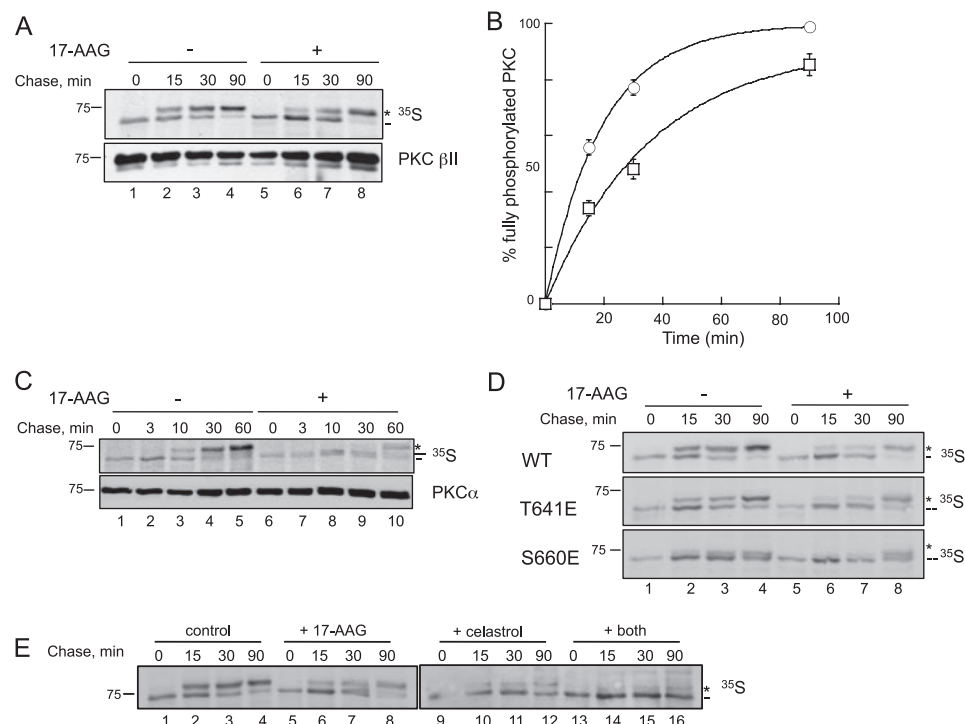 A
17-AAG - +
Chase, min 0 15 30 90 0 15 30 90
75
* 35S
-
75
PKC βII
1 2 3 4 5 6 7 8
B
100
50
0
% fully phosphorylated PKC
20 40 60 80 100
Time (min)
C
17-AAG - +
Chase, min 0 3 10 30 60 0 3 10 30 60
75
* 35S
-
75
PKCα
1 2 3 4 5 6 7 8 9 10
D
17-AAG - +
Chase, min 0 15 30 90 0 15 30 90
75
WT
* 35S
-
75
T641E
* 35S
--
75
S660E
* 35S
--
1 2 3 4 5 6 7 8
E
control + 17-AAG + celastrol + both
Chase, min 0 15 30 90 0 15 30 90 0 15 30 90 0 15 30 90
75
* 35S
-
1 2 3 4 5 6 7 8 9 10 11 12 13 14 15 16